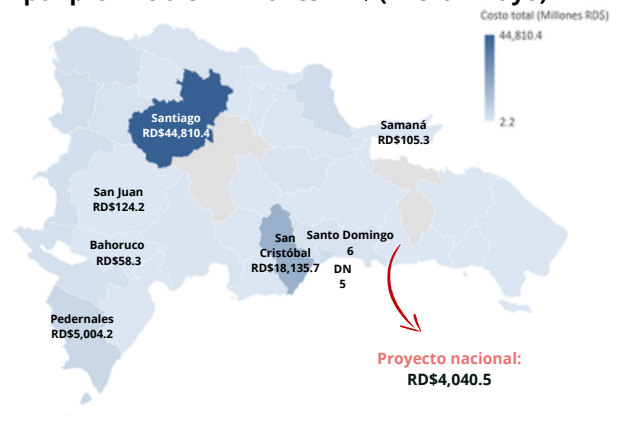 Costo total (Millones RD$)
44,810.4
2.2
Santiago
RD$44,810.4
Samaná
RD$105.3
San Juan
RD$124.2
Bahoruco
RD$58.3
San
Cristóbal
RD$18,135.7
Santo Domingo
6
DN
5
Pedernales
RD$5,004.2
Proyecto nacional:
RD$4,040.5